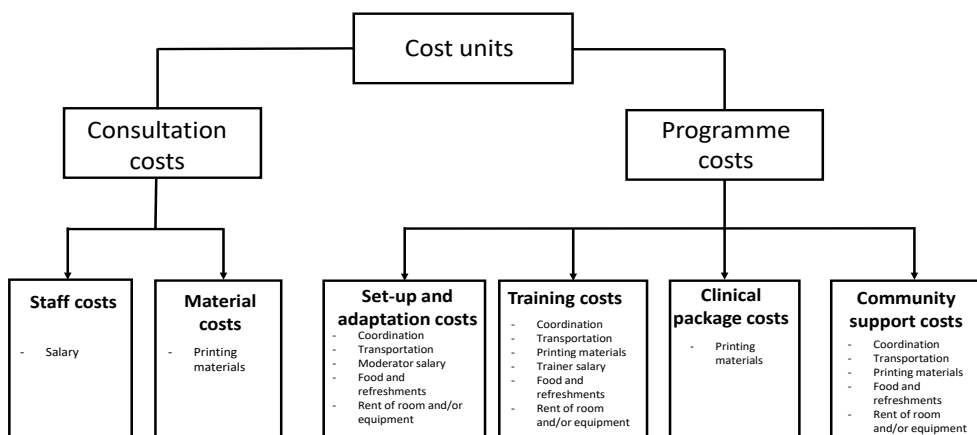 Cost units
Consultation
costs
Programme
costs
Staff costs
- Salary
Material
costs
- Printing
materials
Set-up and
adaptation costs
- Coordination
- Transportation
- Moderator salary
- Food and
refreshments
- Rent of room and/or
equipment
Training costs
- Coordination
- Transportation
- Printing materials
- Trainer salary
- Food and
refreshments
- Rent of room
and/or equipment
Clinical
package costs
- Printing
materials
Community
support costs
- Coordination
- Transportation
- Printing materials
- Food and
refreshments
- Rent of room
and/or equipment